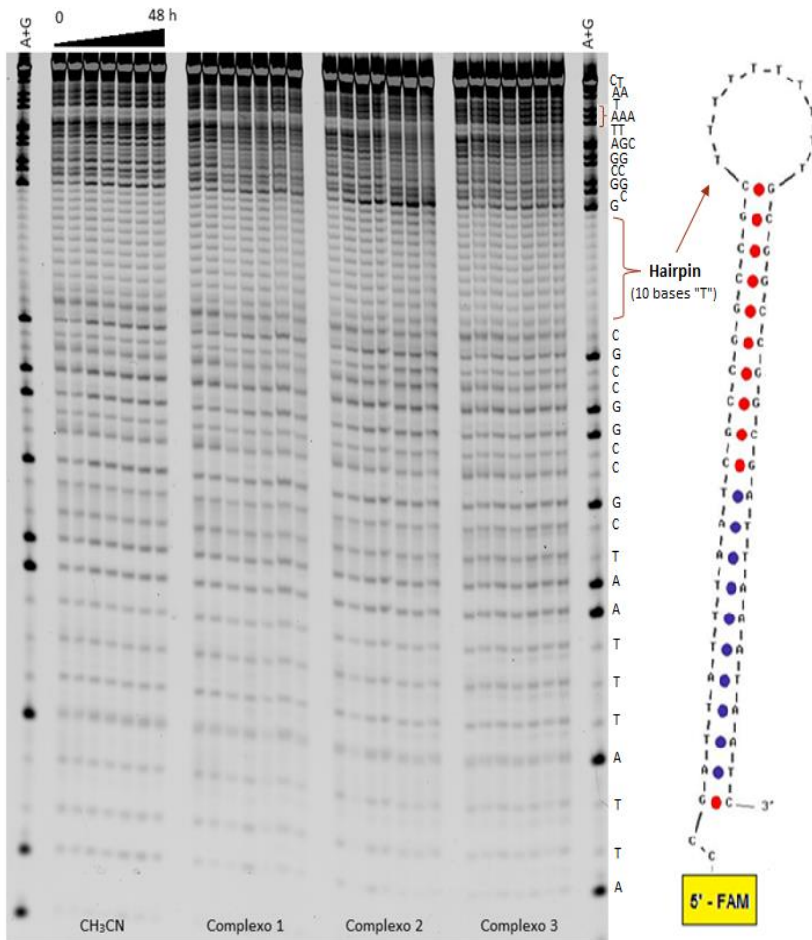 A+G
0 48 h
A+G
CT
AA
T
AAA
TT
AGC
GG
CC
GG
C
G
Hairpin
(10 bases "T")
C
G
C
C
G
G
C
C
G
C
T
A
A
T
T
T
A
T
T
A
CH₃CN
Complexo 1
Complexo 2
Complexo 3
T T T T T T T T T T
C G
G C
C G
C G
G C
G C
C G
C G
G C
C G
T A
A T
A T
T A
T A
T A
A T
T A
T A
A T
G C
3'
C
C
5' - FAM